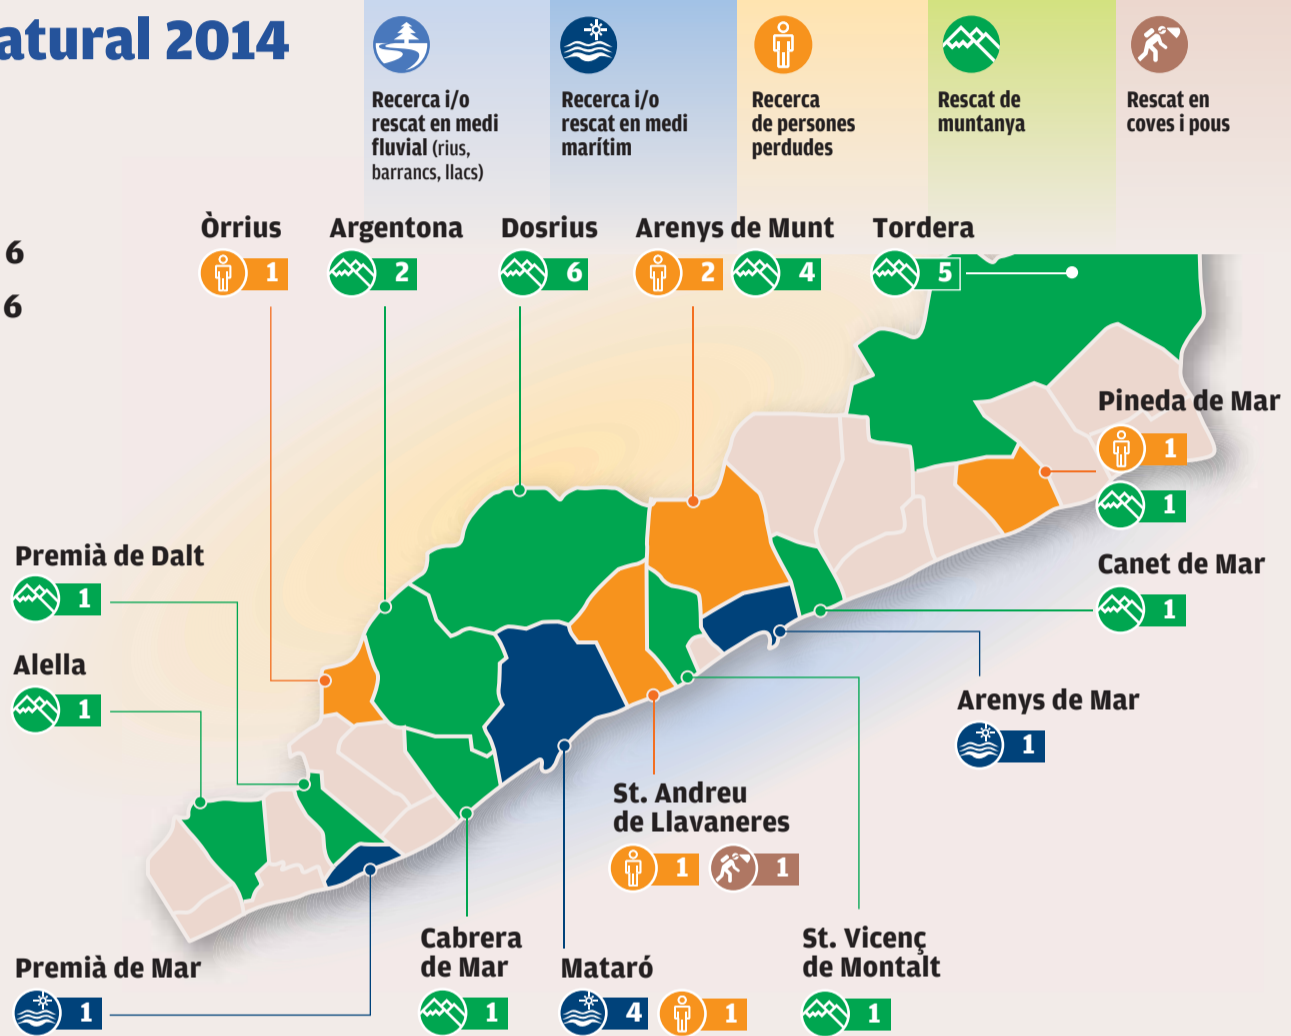 atural 2014
Recerca i/o
rescat en medi
fluvial (rius,
barrancs, llacs)
Recerca i/o
rescat en medi
marítim
Recerca
de persones
perdudes
Rescat de
muntanya
Rescat en
coves i pous
6
6
Òrrius
1
Argentona
2
Dosrius
6
Arenys de Munt
2 4
Tordera
5
Pineda de Mar
1
1
Canet de Mar
1
Premià de Dalt
1
Alella
1
Arenys de Mar
1
St. Andreu
de Llavaneres
1 1
Premià de Mar
1
Cabrera
de Mar
1
Mataró
4 1
St. Vicenç
de Montalt
1